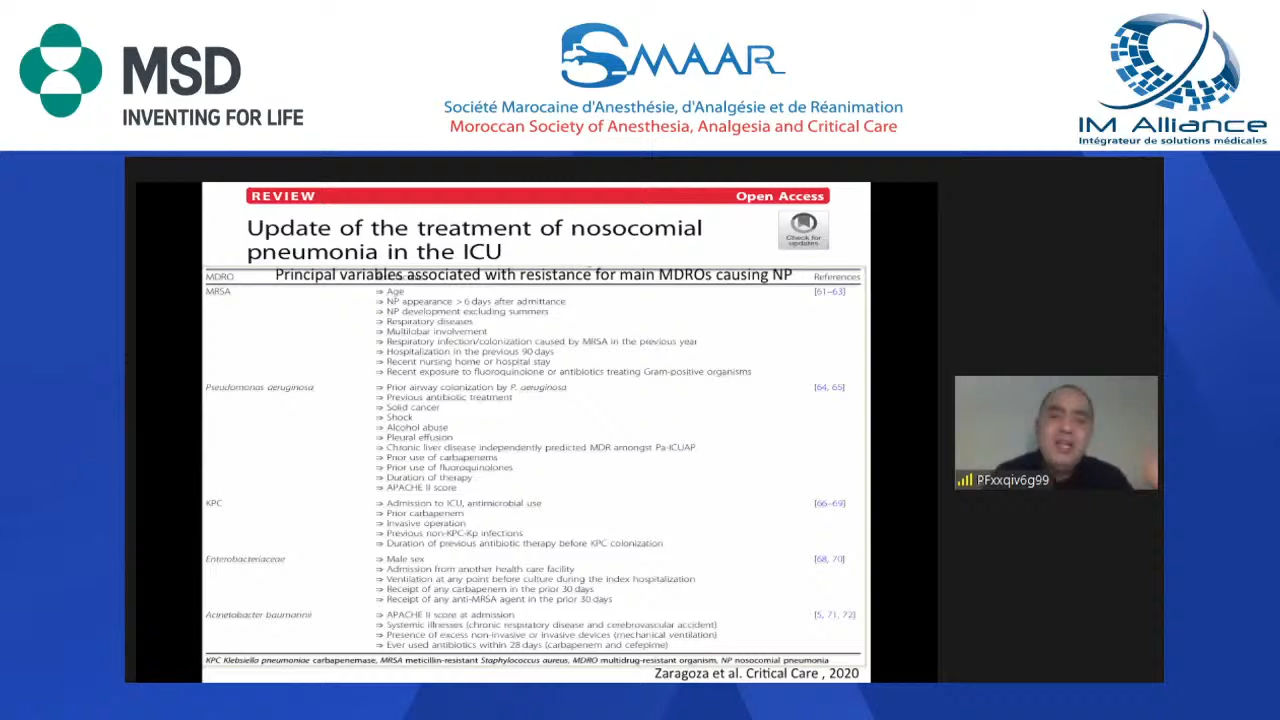 MSD
INVENTING FOR LIFE
SMAAR
Société Marocaine d'Anesthésie, d'Analgésie et de Réanimation
Moroccan Society of Anesthesia, Analgesia and Critical Care
IM Alliance
Intégrateur de solutions médicales
REVIEW Open Access
Update of the treatment of nosocomial
pneumonia in the ICU
Check for
updates
Principal variables associated with resistance for main MDROs causing NP
MDRO References
MRSA ⇒ Age [61–63]
⇒ NP appearance > 6 days after admittance
⇒ NP development excluding summers
⇒ Respiratory diseases
⇒ Multilobar involvement
⇒ Respiratory infection/colonization caused by MRSA in the previous year
⇒ Hospitalization in the previous 90 days
⇒ Recent nursing home or hospital stay
⇒ Recent exposure to fluoroquinolone or antibiotics treating Gram-positive organisms
Pseudomonas aeruginosa ⇒ Prior airway colonization by P. aeruginosa [64, 65]
⇒ Previous antibiotic treatment
⇒ Solid cancer
⇒ Shock
⇒ Alcohol abuse
⇒ Pleural effusion
⇒ Chronic liver disease independently predicted MDR amongst Pa-ICUAP
⇒ Prior use of carbapenems
⇒ Prior use of fluoroquinolones
⇒ Duration of therapy
⇒ APACHE II score
KPC ⇒ Admission to ICU, antimicrobial use [66–69]
⇒ Prior carbapenem
⇒ Invasive operation
⇒ Previous non-KPC-Kp infections
⇒ Duration of previous antibiotic therapy before KPC colonization
Enterobacteriaceae ⇒ Male sex [68, 70]
⇒ Admission from another health care facility
⇒ Ventilation at any point before culture during the index hospitalization
⇒ Receipt of any carbapenem in the prior 30 days
⇒ Receipt of any anti-MRSA agent in the prior 30 days
Acinetobacter baumannii ⇒ APACHE II score at admission [5, 71, 72]
⇒ Systemic illnesses (chronic respiratory disease and cerebrovascular accident)
⇒ Presence of excess non-invasive or invasive devices (mechanical ventilation)
⇒ Ever used antibiotics within 28 days (carbapenem and cefepime)
KPC Klebsiella pneumoniae carbapenemase, MRSA meticillin-resistant Staphylococcus aureus, MDRO multidrug-resistant organism, NP nosocomial pneumonia
Zaragoza et al. Critical Care , 2020
PFxxqiv6g99